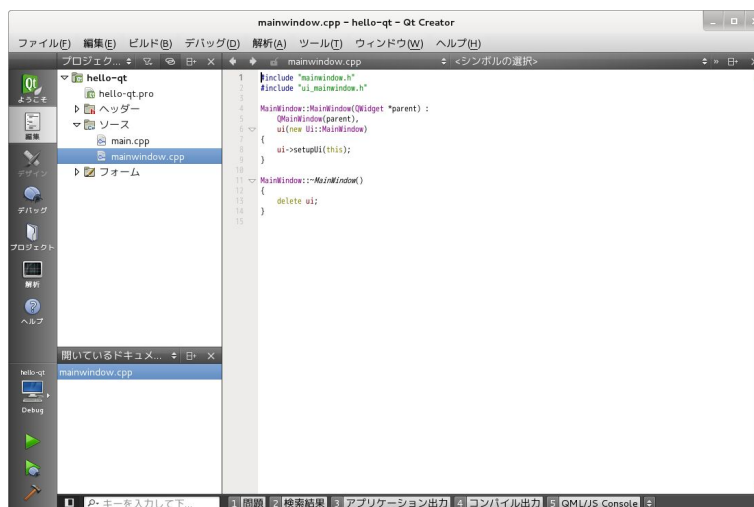 mainwindow.cpp - hello-qt - Qt Creator
ファイル(F) 編集(E) ビルド(B) デバッグ(D) 解析(A) ツール(T) ウィンドウ(W) ヘルプ(H)
プロジェク... mainwindow.cpp <シンボルの選択>
Qt
ようこそ
編集
デザイン
デバッグ
プロジェクト
解析
ヘルプ
hello-qt
Debug
hello-qt
hello-qt.pro
ヘッダー
ソース
main.cpp
mainwindow.cpp
フォーム
開いているドキュメ...
mainwindow.cpp
1 #include "mainwindow.h"
2 #include "ui_mainwindow.h"
3
4 MainWindow::MainWindow(QWidget *parent) :
5 QMainWindow(parent),
6 ui(new Ui::MainWindow)
7 {
8 ui->setupUi(this);
9 }
10
11 MainWindow::~MainWindow()
12 {
13 delete ui;
14 }
15
キーを入力して下... 1 問題 2 検索結果 3 アプリケーション出力 4 コンパイル出力 5 QML/JS Console